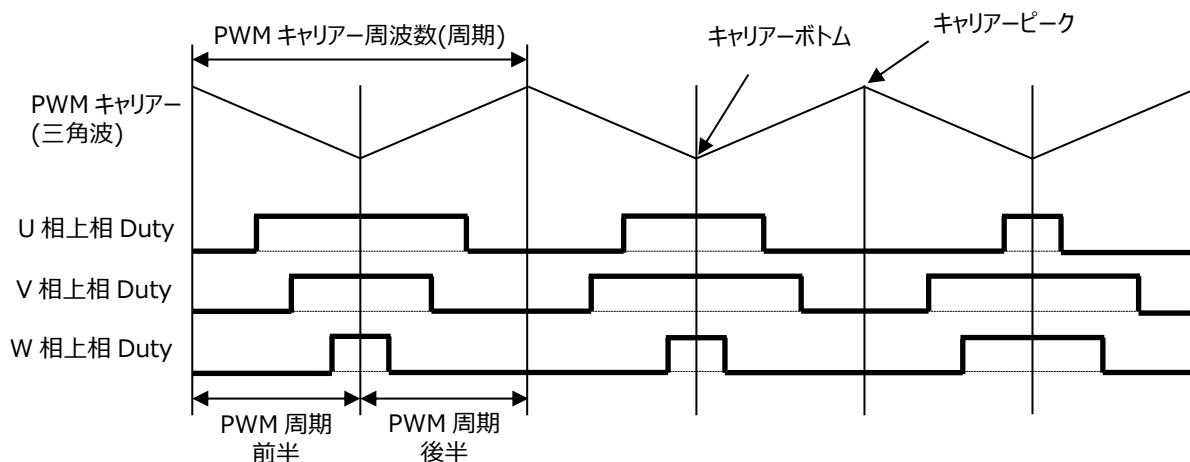 PWM キャリアー周波数(周期)
キャリアーボトム
キャリアーピーク
PWM キャリアー
(三角波)
U 相上相 Duty
V 相上相 Duty
W 相上相 Duty
PWM 周期
前半
PWM 周期
後半